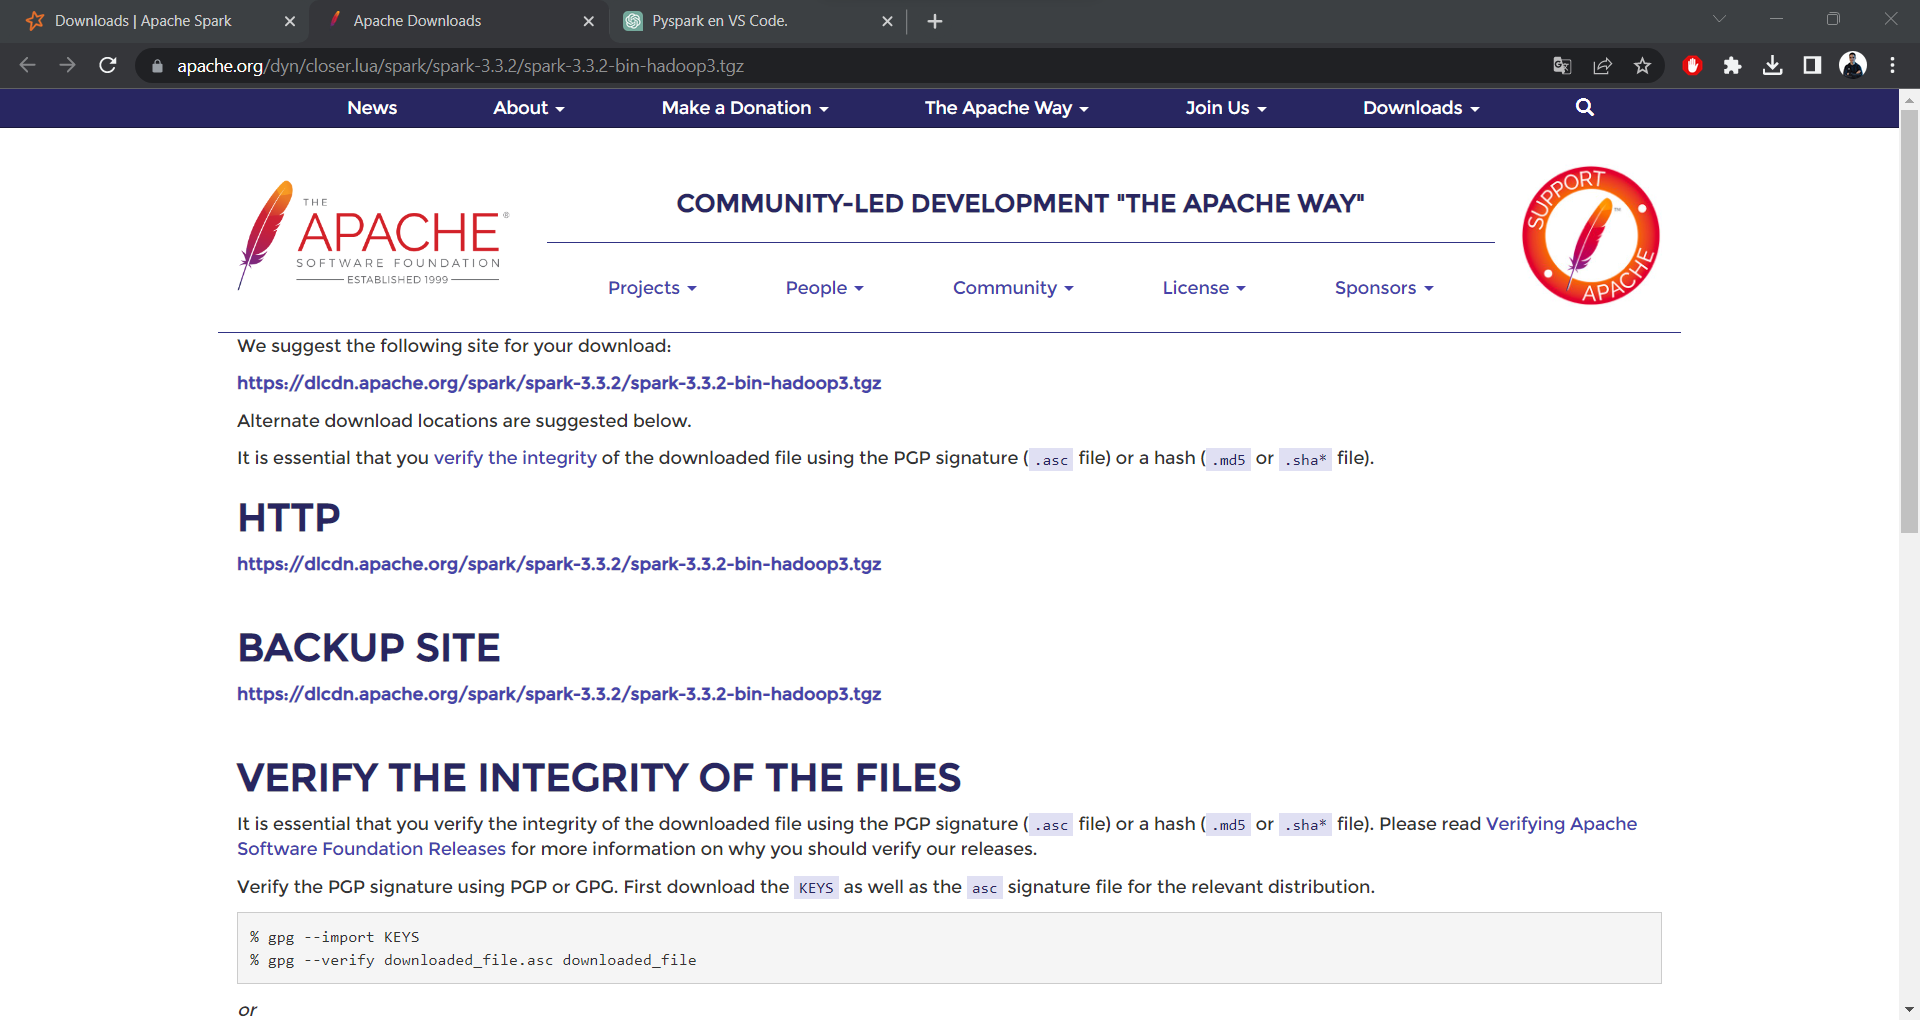 Downloads | Apache Spark
Apache Downloads
Pyspark en VS Code.
apache.org/dyn/closer.lua/spark/spark-3.3.2/spark-3.3.2-bin-hadoop3.tgz
News About Make a Donation The Apache Way Join Us Downloads
THE
APACHE®
SOFTWARE FOUNDATION
ESTABLISHED 1999
COMMUNITY-LED DEVELOPMENT "THE APACHE WAY"
SUPPORT
APACHE
Projects People Community License Sponsors
We suggest the following site for your download:
https://dlcdn.apache.org/spark/spark-3.3.2/spark-3.3.2-bin-hadoop3.tgz
Alternate download locations are suggested below.
It is essential that you verify the integrity of the downloaded file using the PGP signature ( .asc file) or a hash ( .md5 or .sha* file).
HTTP
https://dlcdn.apache.org/spark/spark-3.3.2/spark-3.3.2-bin-hadoop3.tgz
BACKUP SITE
https://dlcdn.apache.org/spark/spark-3.3.2/spark-3.3.2-bin-hadoop3.tgz
VERIFY THE INTEGRITY OF THE FILES
It is essential that you verify the integrity of the downloaded file using the PGP signature ( .asc file) or a hash ( .md5 or .sha* file). Please read Verifying Apache
Software Foundation Releases for more information on why you should verify our releases.
Verify the PGP signature using PGP or GPG. First download the KEYS as well as the asc signature file for the relevant distribution.
% gpg --import KEYS
% gpg --verify downloaded_file.asc downloaded_file
or